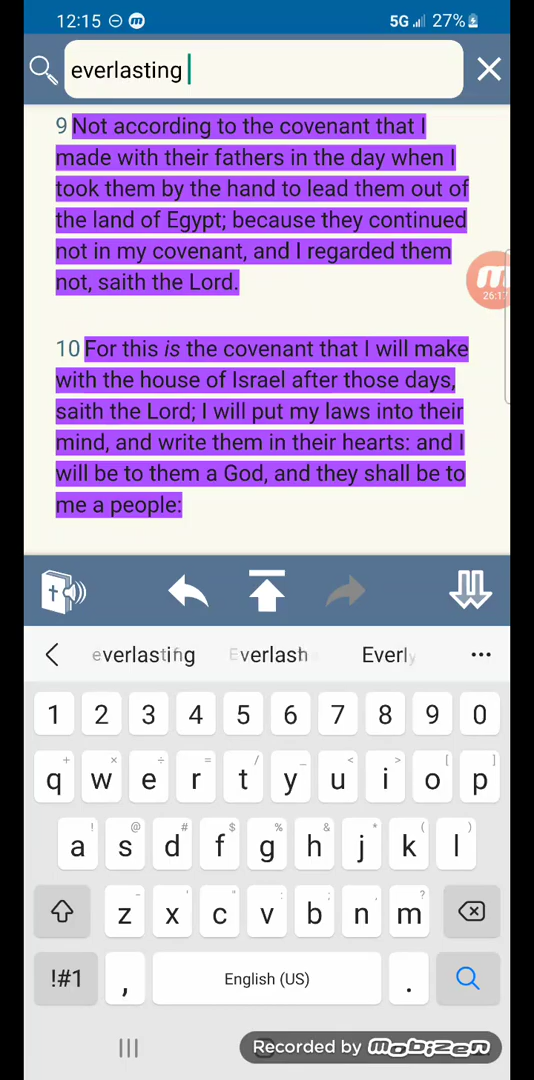 12:15 5G 27%
everlasting
9 Not according to the covenant that I
made with their fathers in the day when I
took them by the hand to lead them out of
the land of Egypt; because they continued
not in my covenant, and I regarded them
not, saith the Lord.
26:1
10 For this is the covenant that I will make
with the house of Israel after those days,
saith the Lord; I will put my laws into their
mind, and write them in their hearts: and I
will be to them a God, and they shall be to
me a people:
everlasting Everlash Everly ...
1 2 3 4 5 6 7 8 9 0
+ × ÷ = / _ < > [ ]
q w e r t y u i o p
! @ # $ % & * ( )
a s d f g h j k l
- ' " : ; , ?
z x c v b n m
!#1 , English (US) .
Recorded by mobizen